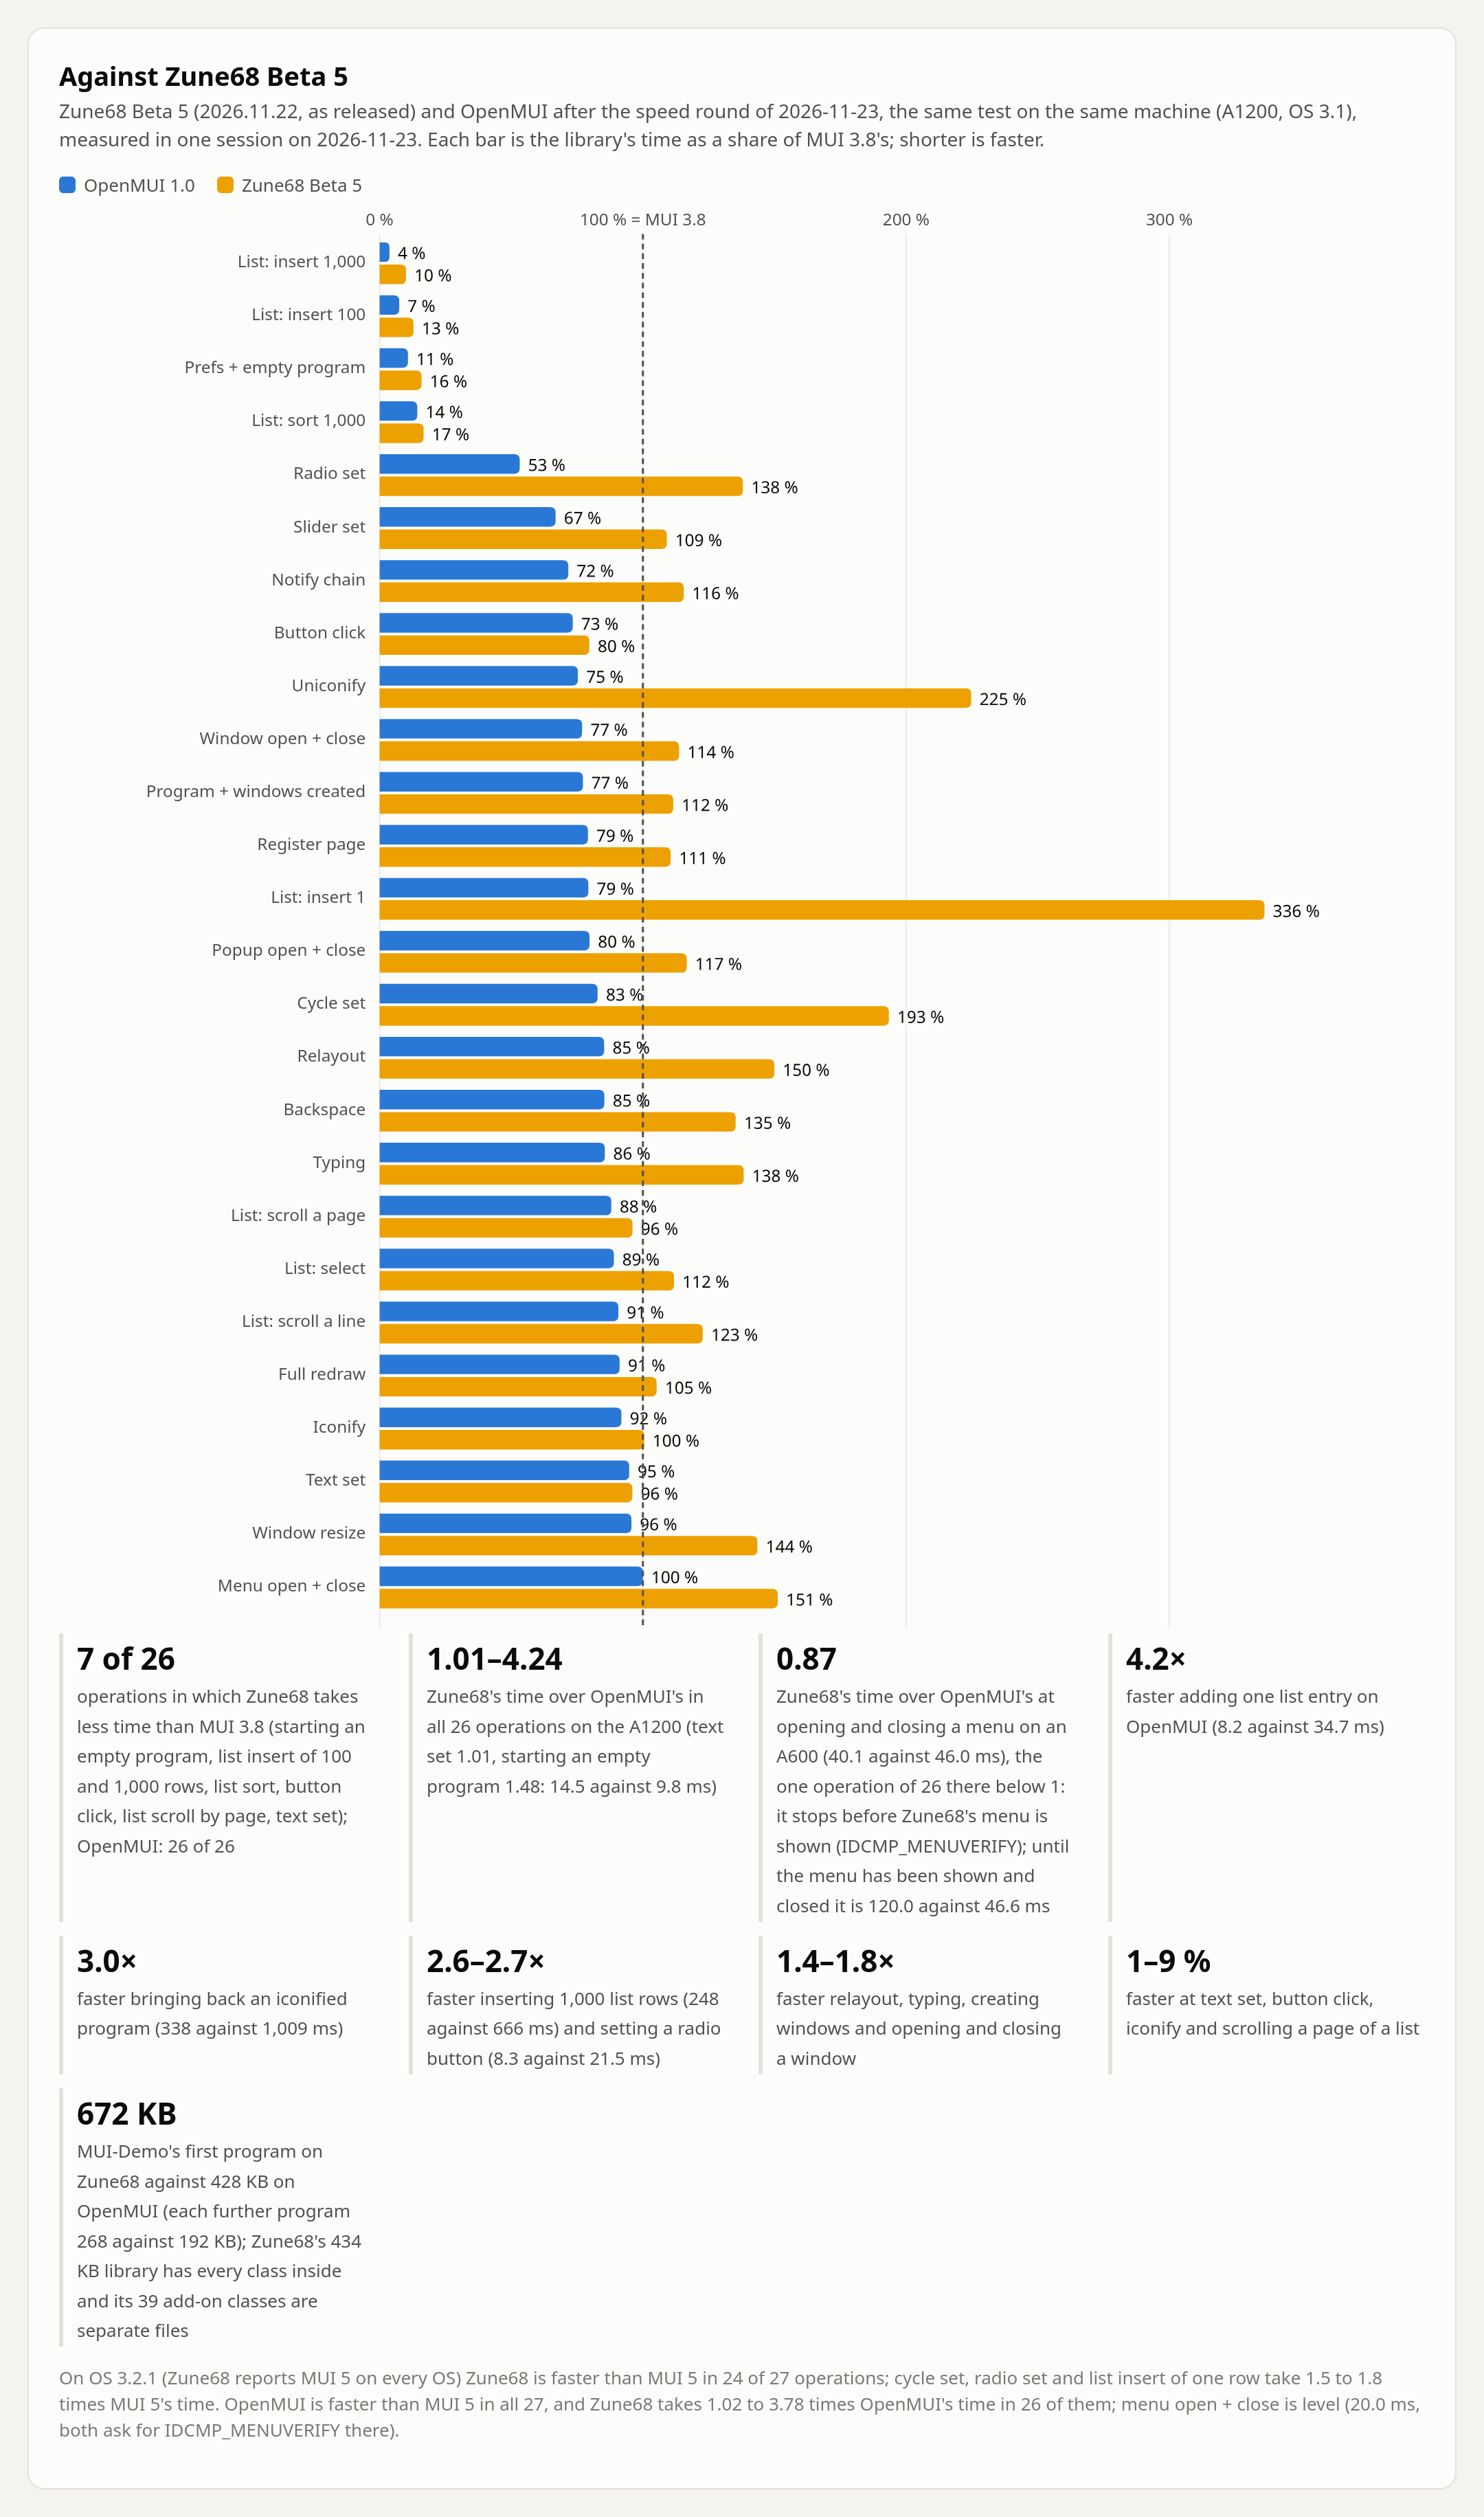 Against Zune68 Beta 5
Zune68 Beta 5 (2026.11.22, as released) and OpenMUI after the speed round of 2026-11-23, the same test on the same machine (A1200, OS 3.1),
measured in one session on 2026-11-23. Each bar is the library's time as a share of MUI 3.8's; shorter is faster.
OpenMUI 1.0 Zune68 Beta 5
0 % 100 % = MUI 3.8 200 % 300 %
4 %
List: insert 1,000
10 %
7 %
List: insert 100
13 %
11 %
Prefs + empty program
16 %
14 %
List: sort 1,000
17 %
53 %
Radio set
138 %
67 %
Slider set
109 %
72 %
Notify chain
116 %
73 %
Button click
80 %
75 %
Uniconify
225 %
77 %
Window open + close
114 %
77 %
Program + windows created
112 %
79 %
Register page
111 %
79 %
List: insert 1
336 %
80 %
Popup open + close
117 %
83 %
Cycle set
193 %
85 %
Relayout
150 %
85 %
Backspace
135 %
86 %
Typing
138 %
88 %
List: scroll a page
96 %
89 %
List: select
112 %
91 %
List: scroll a line
123 %
91 %
Full redraw
105 %
92 %
Iconify
100 %
95 %
Text set
96 %
96 %
Window resize
144 %
100 %
Menu open + close
151 %
7 of 26
operations in which Zune68 takes
less time than MUI 3.8 (starting an
empty program, list insert of 100
and 1,000 rows, list sort, button
click, list scroll by page, text set);
OpenMUI: 26 of 26
1.01–4.24
Zune68's time over OpenMUI's in
all 26 operations on the A1200 (text
set 1.01, starting an empty
program 1.48: 14.5 against 9.8 ms)
0.87
Zune68's time over OpenMUI's at
opening and closing a menu on an
A600 (40.1 against 46.0 ms), the
one operation of 26 there below 1:
it stops before Zune68's menu is
shown (IDCMP_MENUVERIFY); until
the menu has been shown and
closed it is 120.0 against 46.6 ms
4.2×
faster adding one list entry on
OpenMUI (8.2 against 34.7 ms)
3.0×
faster bringing back an iconified
program (338 against 1,009 ms)
2.6–2.7×
faster inserting 1,000 list rows (248
against 666 ms) and setting a radio
button (8.3 against 21.5 ms)
1.4–1.8×
faster relayout, typing, creating
windows and opening and closing
a window
1–9 %
faster at text set, button click,
iconify and scrolling a page of a list
672 KB
MUI-Demo's first program on
Zune68 against 428 KB on
OpenMUI (each further program
268 against 192 KB); Zune68's 434
KB library has every class inside
and its 39 add-on classes are
separate files
On OS 3.2.1 (Zune68 reports MUI 5 on every OS) Zune68 is faster than MUI 5 in 24 of 27 operations; cycle set, radio set and list insert of one row take 1.5 to 1.8
times MUI 5's time. OpenMUI is faster than MUI 5 in all 27, and Zune68 takes 1.02 to 3.78 times OpenMUI's time in 26 of them; menu open + close is level (20.0 ms,
both ask for IDCMP_MENUVERIFY there).